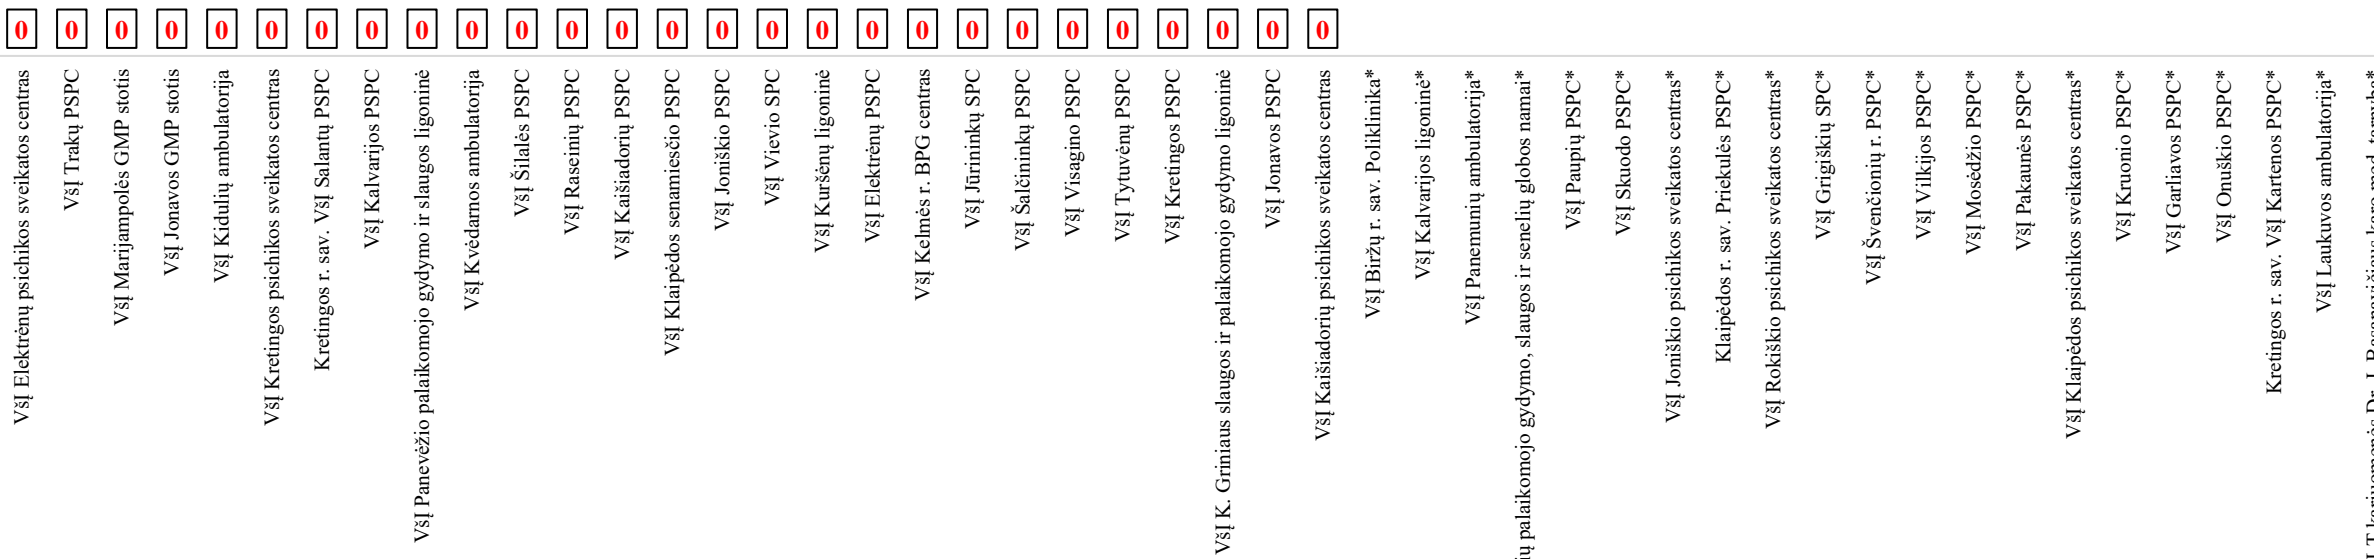 0 0 0 0 0 0 0 0 0 0 0 0 0 0 0 0 0 0 0 0 0 0 0 0 0 0 0
VšĮ Elektrėnų psichikos sveikatos centras
VšĮ Trakų PSPC
VšĮ Marijampolės GMP stotis
VšĮ Jonavos GMP stotis
VšĮ Kidulių ambulatorija
VšĮ Kretingos psichikos sveikatos centras
Kretingos r. sav. VšĮ Salantų PSPC
VšĮ Kalvarijos PSPC
VšĮ Panevėžio palaikomojo gydymo ir slaugos ligoninė
VšĮ Kvėdarnos ambulatorija
VšĮ Šilalės PSPC
VšĮ Raseinių PSPC
VšĮ Kaišiadorių PSPC
VšĮ Klaipėdos senamiesčio PSPC
VšĮ Joniškio PSPC
VšĮ Vievio SPC
VšĮ Kuršėnų ligoninė
VšĮ Elektrėnų PSPC
VšĮ Kelmės r. BPG centras
VšĮ Jūrininkų SPC
VšĮ Šalčininkų PSPC
VšĮ Visagino PSPC
VšĮ Tytuvėnų PSPC
VšĮ Kretingos PSPC
VšĮ K. Griniaus slaugos ir palaikomojo gydymo ligoninė
VšĮ Jonavos PSPC
VšĮ Kaišiadorių psichikos sveikatos centras
VšĮ Biržų r. sav. Poliklinika*
VšĮ Kalvarijos ligoninė*
VšĮ Panemunių ambulatorija*
ių palaikomojo gydymo, slaugos ir senelių globos namai*
VšĮ Paupių PSPC*
VšĮ Skuodo PSPC*
VšĮ Joniškio psichikos sveikatos centras*
Klaipėdos r. sav. Priekulės PSPC*
VšĮ Rokiškio psichikos sveikatos centras*
VšĮ Grigiškių SPC*
VšĮ Švenčionių r. PSPC*
VšĮ Vilkijos PSPC*
VšĮ Mosėdžio PSPC*
VšĮ Pakaunės PSPC*
VšĮ Klaipėdos psichikos sveikatos centras*
VšĮ Kruonio PSPC*
VšĮ Garliavos PSPC*
VšĮ Onuškio PSPC*
Kretingos r. sav. VšĮ Kartenos PSPC*
VšĮ Laukuvos ambulatorija*